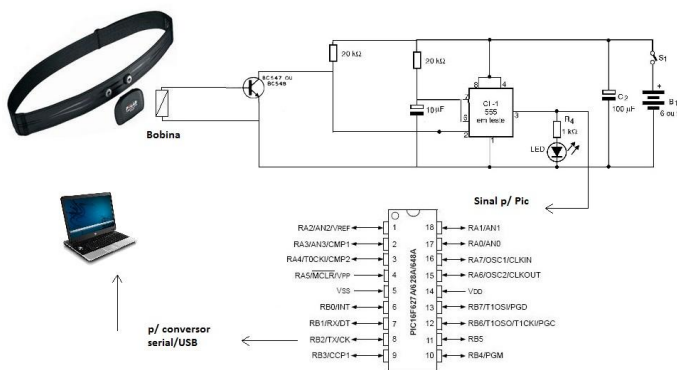 BC547 OU
BC548
Bobina
20 kΩ
20 kΩ
10 µF
8
4
7
6
2
3
1
CI-1
555
em teste
1 kΩ
LED
C2
100 µF
S1
B1
6 ou
Sinal p/ Pic
p/ conversor
serial/USB
RA2/AN2/VREF
RA3/AN3/CMP1
RA4/T0CKI/CMP2
RA5/MCLR/VPP
VSS
RB0/INT
RB1/RX/DT
RB2/TX/CK
RB3/CCP1
1
2
3
4
5
6
7
8
9
PIC16F627A/628A/648A
18
17
16
15
14
13
12
11
10
RA1/AN1
RA0/AN0
RA7/OSC1/CLKIN
RA6/OSC2/CLKOUT
VDD
RB7/T1OSI/PGD
RB6/T1OSO/T1CKI/PGC
RB5
RB4/PGM